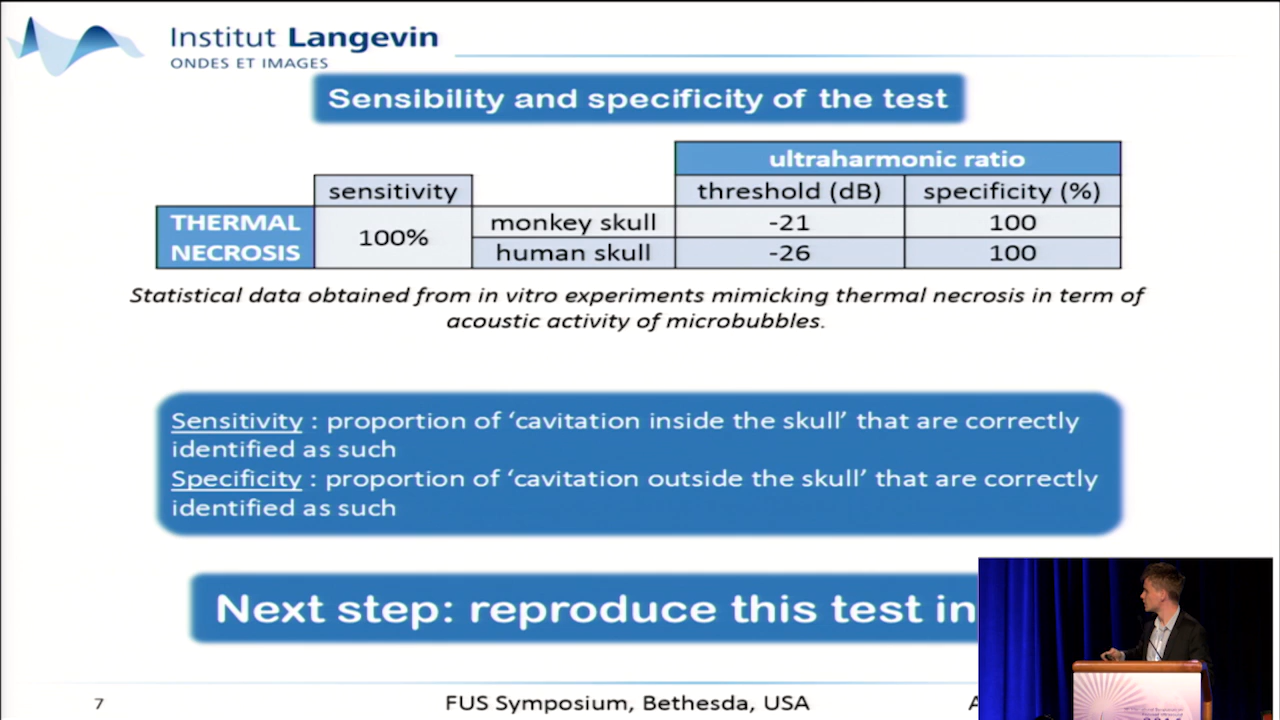 Institut Langevin
ONDES ET IMAGES
Sensibility and specificity of the test
ultraharmonic ratio
sensitivity
threshold (dB)
specificity (%)
THERMAL NECROSIS
100%
monkey skull
-21
100
human skull
-26
100
Statistical data obtained from in vitro experiments mimicking thermal necrosis in term of
acoustic activity of microbubbles.
Sensitivity : proportion of ‘cavitation inside the skull’ that are correctly
identified as such
Specificity : proportion of ‘cavitation outside the skull’ that are correctly
identified as such
Next step: reproduce this test in
7
FUS Symposium, Bethesda, USA